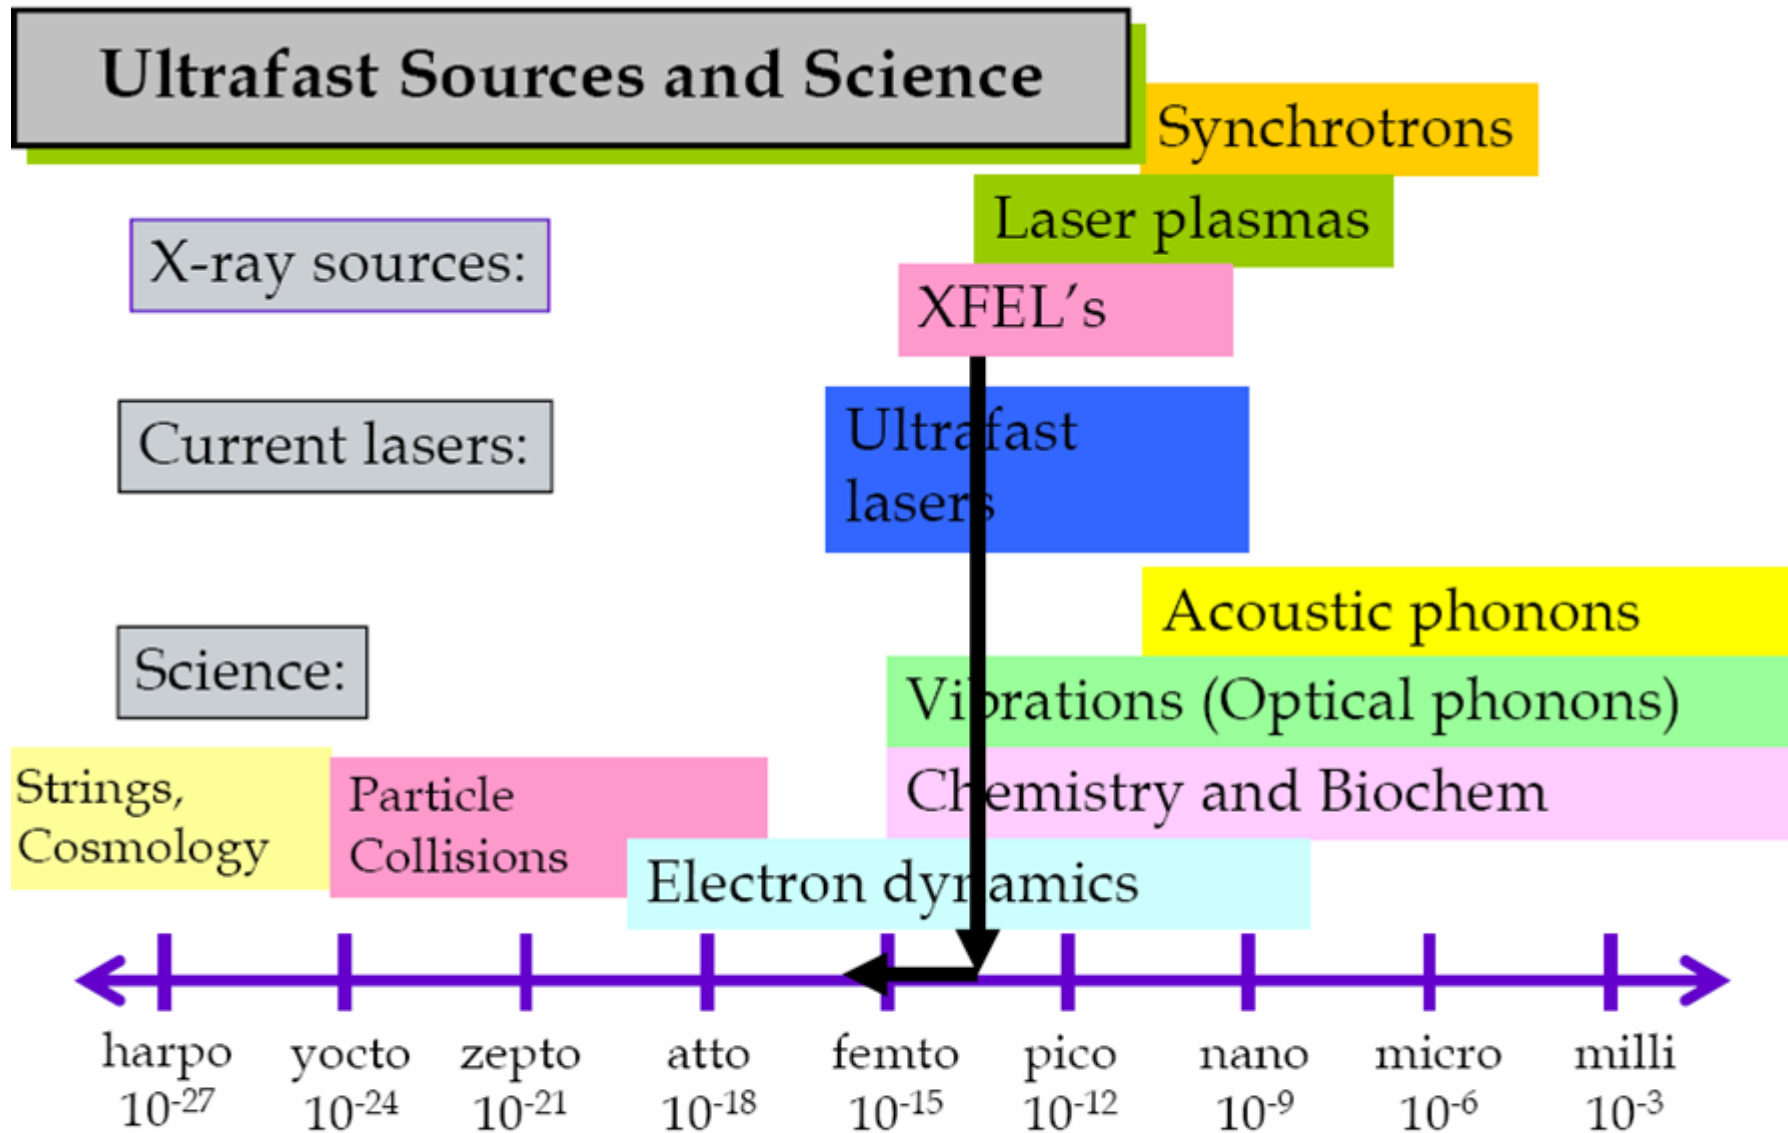 Ultrafast Sources and Science
Synchrotrons
Laser plasmas
X-ray sources:
XFEL's
Current lasers:
Ultrafast
lasers
Acoustic phonons
Science:
Vibrations (Optical phonons)
Strings,
Cosmology
Particle
Collisions
Chemistry and Biochem
Electron dynamics
harpo yocto zepto atto femto pico nano micro milli
10⁻²⁷ 10⁻²⁴ 10⁻²¹ 10⁻¹⁸ 10⁻¹⁵ 10⁻¹² 10⁻⁹ 10⁻⁶ 10⁻³